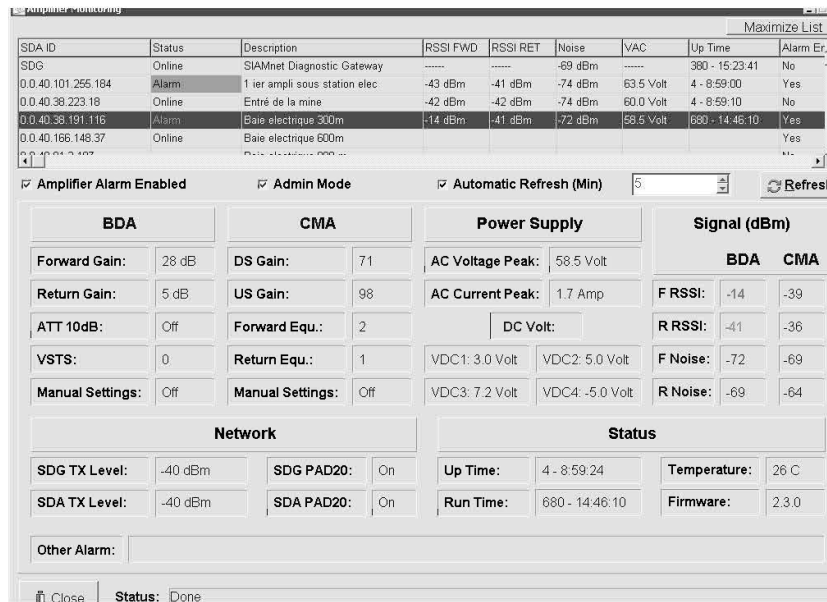 Amplifier Monitoring
Maximize List
SDA ID Status Description RSSI FWD RSSI RET Noise VAC Up Time Alarm En
SDG Online SIAMnet Diagnostic Gateway ------ ------ -69 dBm ------ 380 - 15:23:41 No
0.0.40.101.255.184 Alarm 1 ier ampli sous station elec -43 dBm -41 dBm -74 dBm 63.5 Volt 4 - 8:59:00 Yes
0.0.40.38.223.18 Online Entré de la mine -42 dBm -42 dBm -74 dBm 60.0 Volt 4 - 8:59:10 No
0.0.40.38.191.116 Alarm Baie electrique 300m -14 dBm -41 dBm -72 dBm 58.5 Volt 680 - 14:46:10 Yes
0.0.40.166.148.37 Online Baie electrique 600m Yes
Amplifier Alarm Enabled Admin Mode Automatic Refresh (Min) 5 Refresh
BDA CMA Power Supply Signal (dBm)
BDA CMA
Forward Gain: 28 dB DS Gain: 71 AC Voltage Peak: 58.5 Volt
Return Gain: 5 dB US Gain: 98 AC Current Peak: 1.7 Amp F RSSI: -14 -39
ATT 10dB: Off Forward Equ.: 2 DC Volt: R RSSI: -41 -36
VSTS: 0 Return Equ.: 1 VDC1: 3.0 Volt VDC2: 5.0 Volt F Noise: -72 -69
Manual Settings: Off Manual Settings: Off VDC3: 7.2 Volt VDC4: -5.0 Volt R Noise: -69 -64
Network Status
SDG TX Level: -40 dBm SDG PAD20: On Up Time: 4 - 8:59:24 Temperature: 26 C
SDA TX Level: -40 dBm SDA PAD20: On Run Time: 680 - 14:46:10 Firmware: 2.3.0
Other Alarm:
Close Status: Done